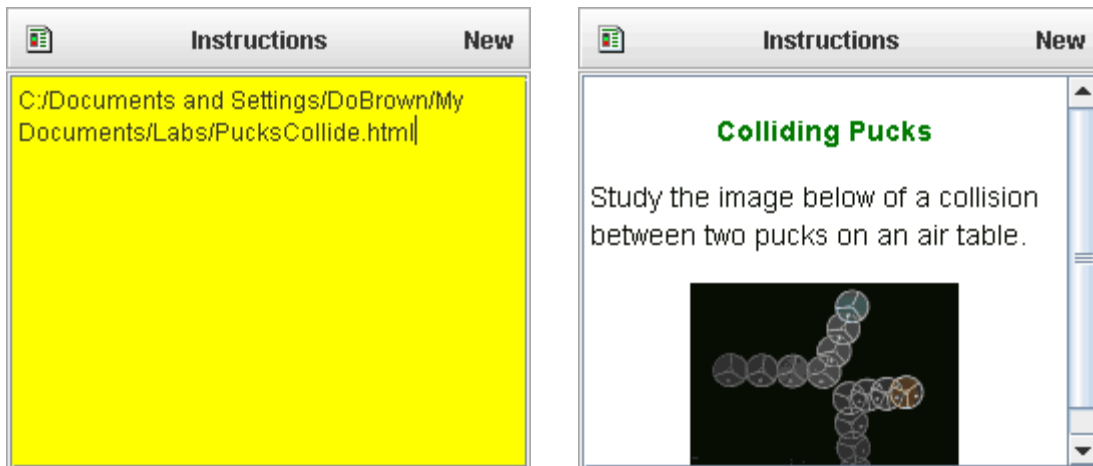 Instructions New
C:/Documents and Settings/DoBrown/My
Documents/Labs/PucksCollide.html
Instructions New
Colliding Pucks
Study the image below of a collision
between two pucks on an air table.